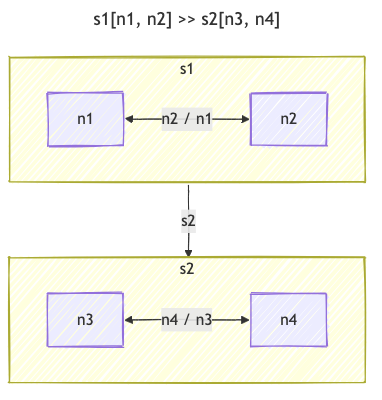 s1[n1, n2] >> s2[n3, n4]
s1
n1 n2 / n1 n2
s2
s2
n3 n4 / n3 n4